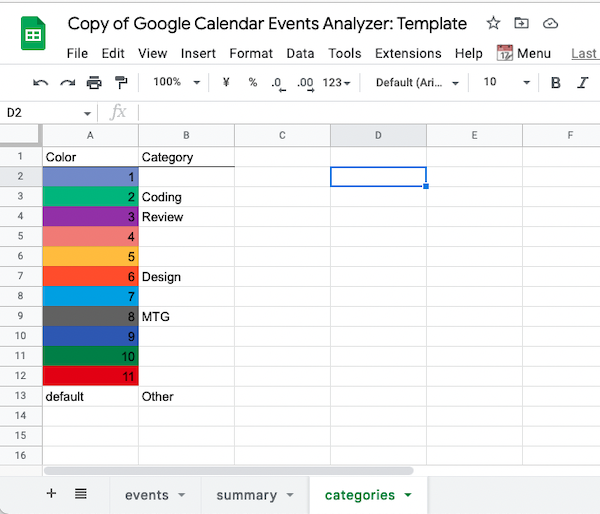 Copy of Google Calendar Events Analyzer: Template
File Edit View Insert Format Data Tools Extensions Help 17 Menu Last
100% ¥ % .0 .00 123 Default (Ari... 10 B I
D2 fx
A B C D E F
1 Color Category
2 1
3 2 Coding
4 3 Review
5 4
6 5
7 6 Design
8 7
9 8 MTG
10 9
11 10
12 11
13 default Other
14
15
16
+ events summary categories